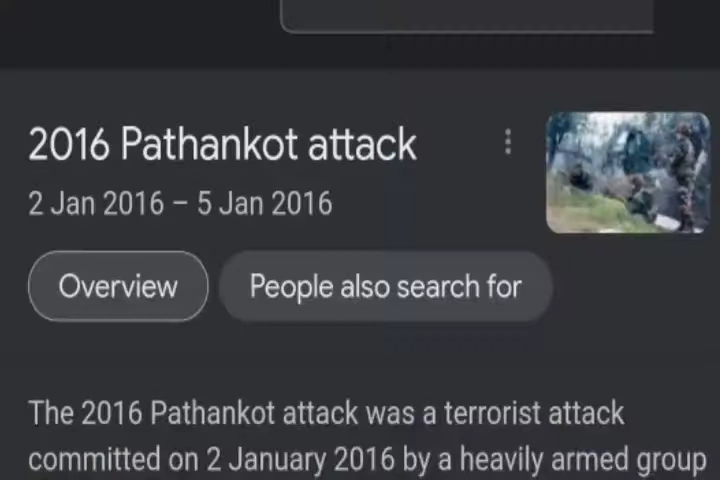 2016 Pathankot attack
2 Jan 2016 – 5 Jan 2016
Overview
People also search for
The 2016 Pathankot attack was a terrorist attack
committed on 2 January 2016 by a heavily armed group